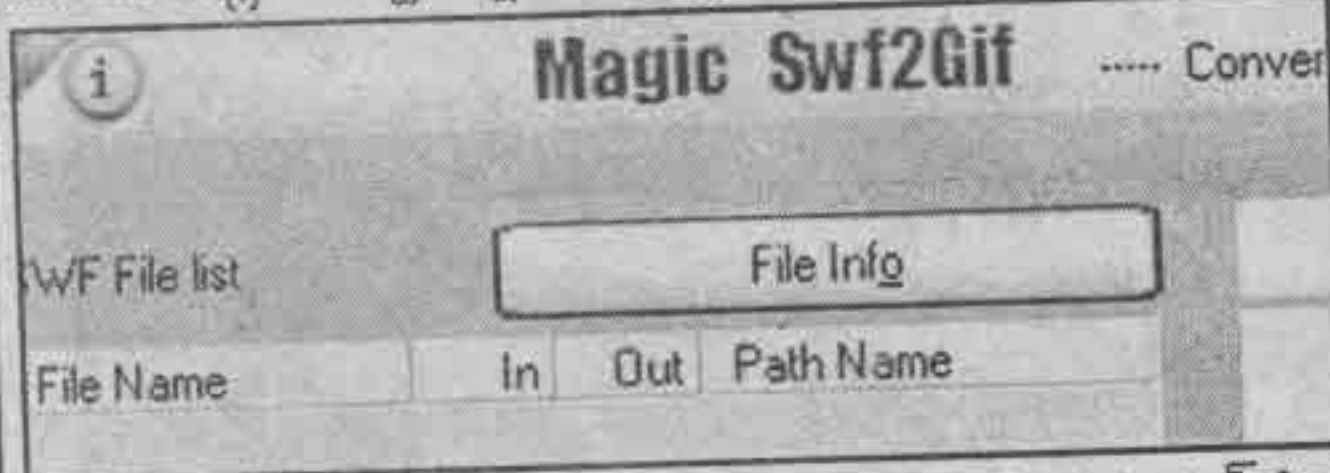 i
Magic Swf2Gif ----- Conver
WF File list
File Info
File Name In Out Path Name